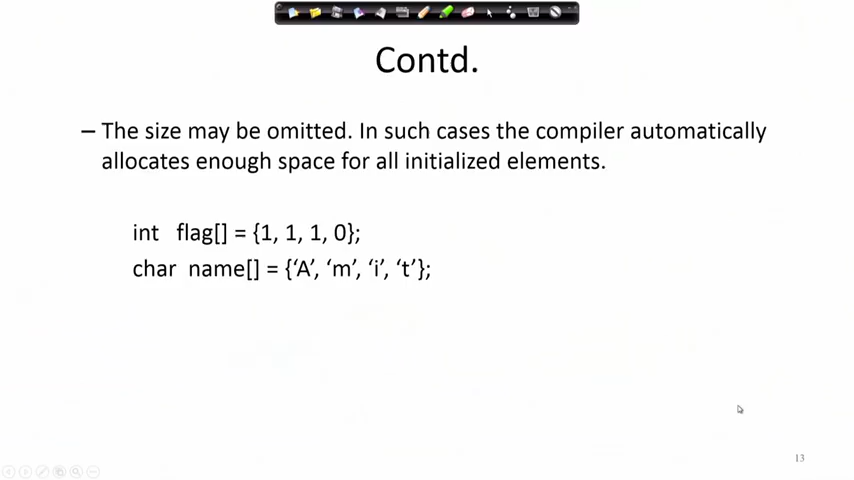 Contd.
– The size may be omitted. In such cases the compiler automatically
allocates enough space for all initialized elements.
int flag[] = {1, 1, 1, 0};
char name[] = {‘A’, ‘m’, ‘i’, ‘t’};
13